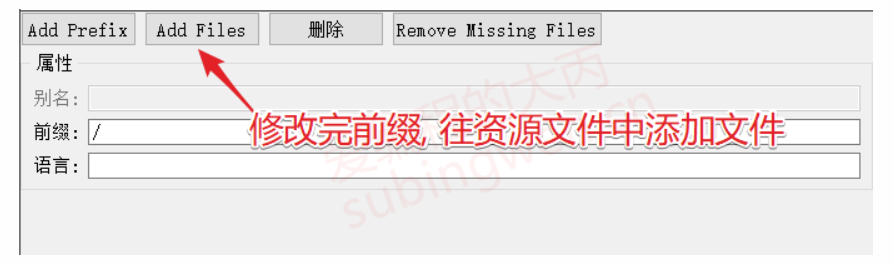 Add Prefix Add Files 删除 Remove Missing Files
属性
别名:
前缀: /
修改完前缀, 往资源文件中添加文件
语言:
爱编程的大丙
subingwen.cn